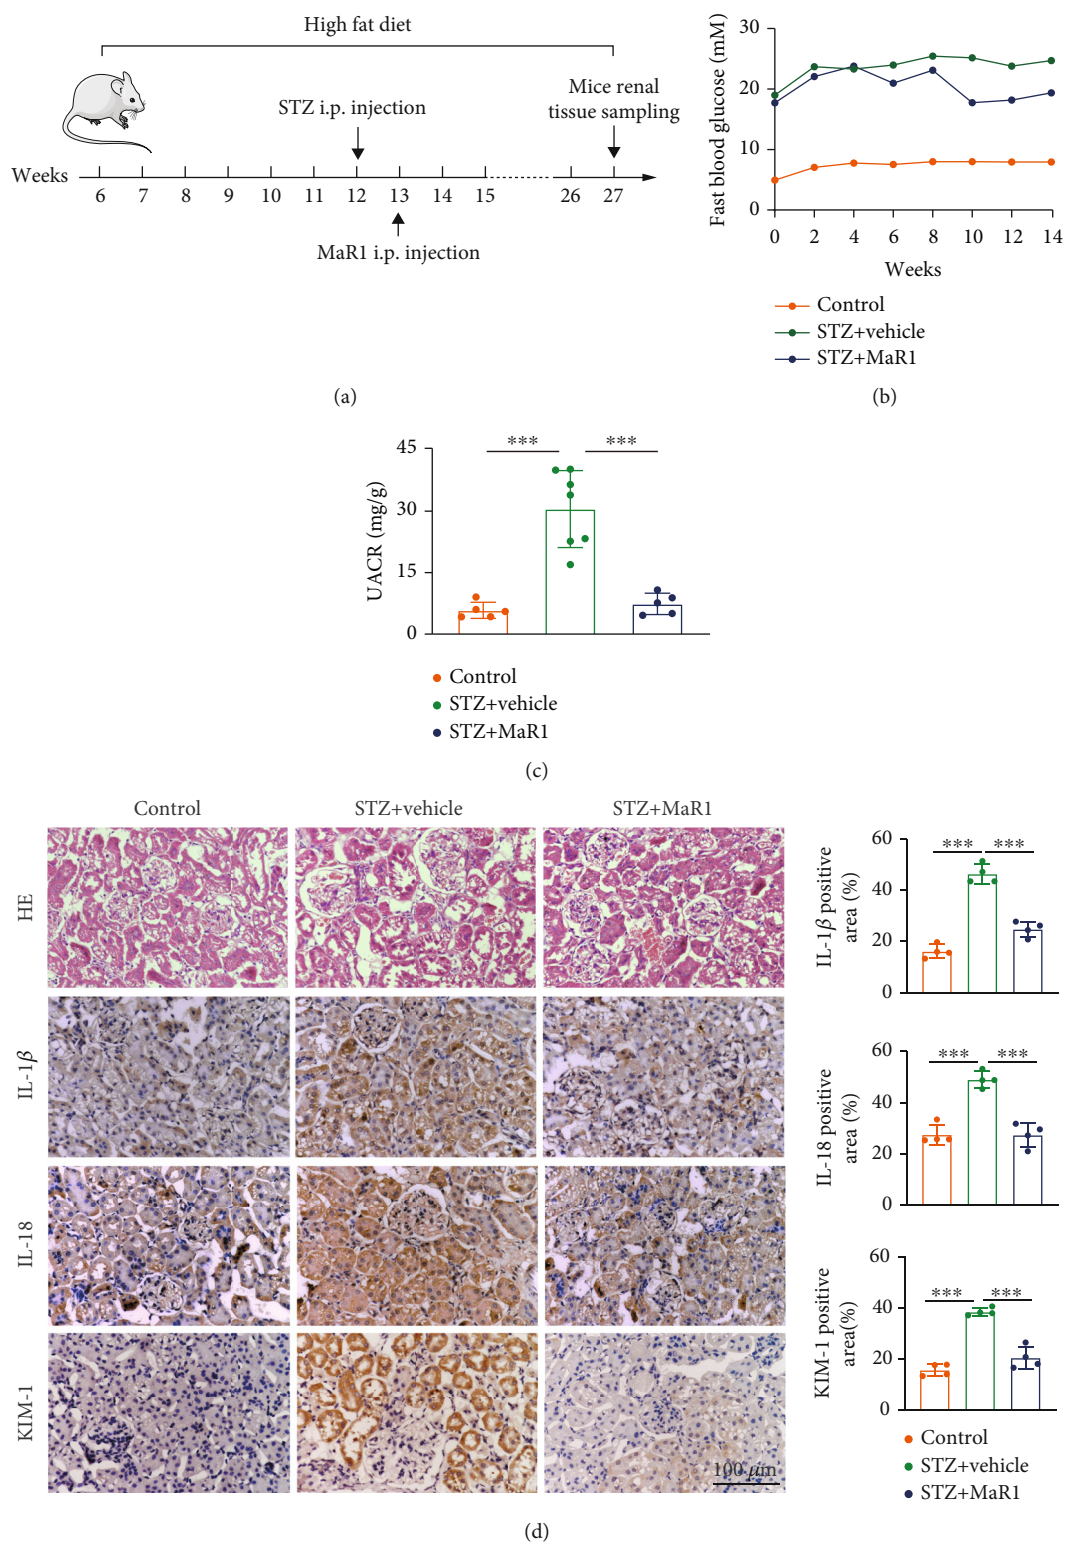 High fat diet
STZ i.p. injection
Mice renal
tissue sampling
Weeks
6 7 8 9 10 11 12 13 14 15 26 27
MaR1 i.p. injection
(a)
Fast blood glucose (mM)
30
20
10
0
0 2 4 6 8 10 12 14
Weeks
Control
STZ+vehicle
STZ+MaR1
(b)
UACR (mg/g)
45
30
15
0
*** ***
Control
STZ+vehicle
STZ+MaR1
(c)
Control STZ+vehicle STZ+MaR1
HE
IL-1β
IL-18
KIM-1
100 μm
IL-1β positive
area (%)
60
40
20
0
*** ***
IL-18 positive
area (%)
60
40
20
0
*** ***
KIM-1 positive
area(%)
60
40
20
0
*** ***
Control
STZ+vehicle
STZ+MaR1
(d)